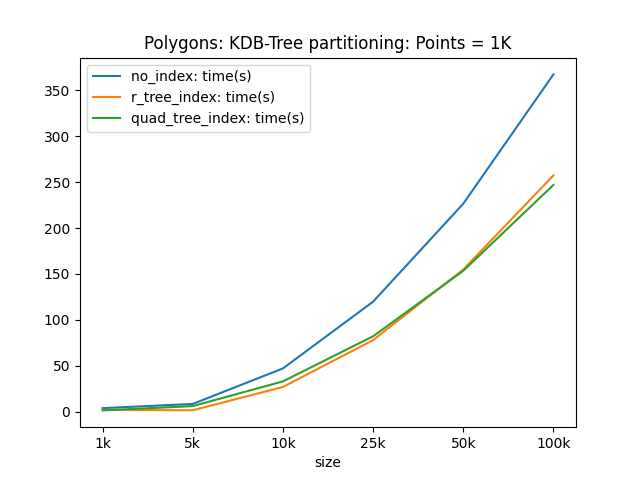 Polygons: KDB-Tree partitioning: Points = 1K
no_index: time(s)
r_tree_index: time(s)
quad_tree_index: time(s)
350
300
250
200
150
100
50
0
1k 5k 10k 25k 50k 100k
size